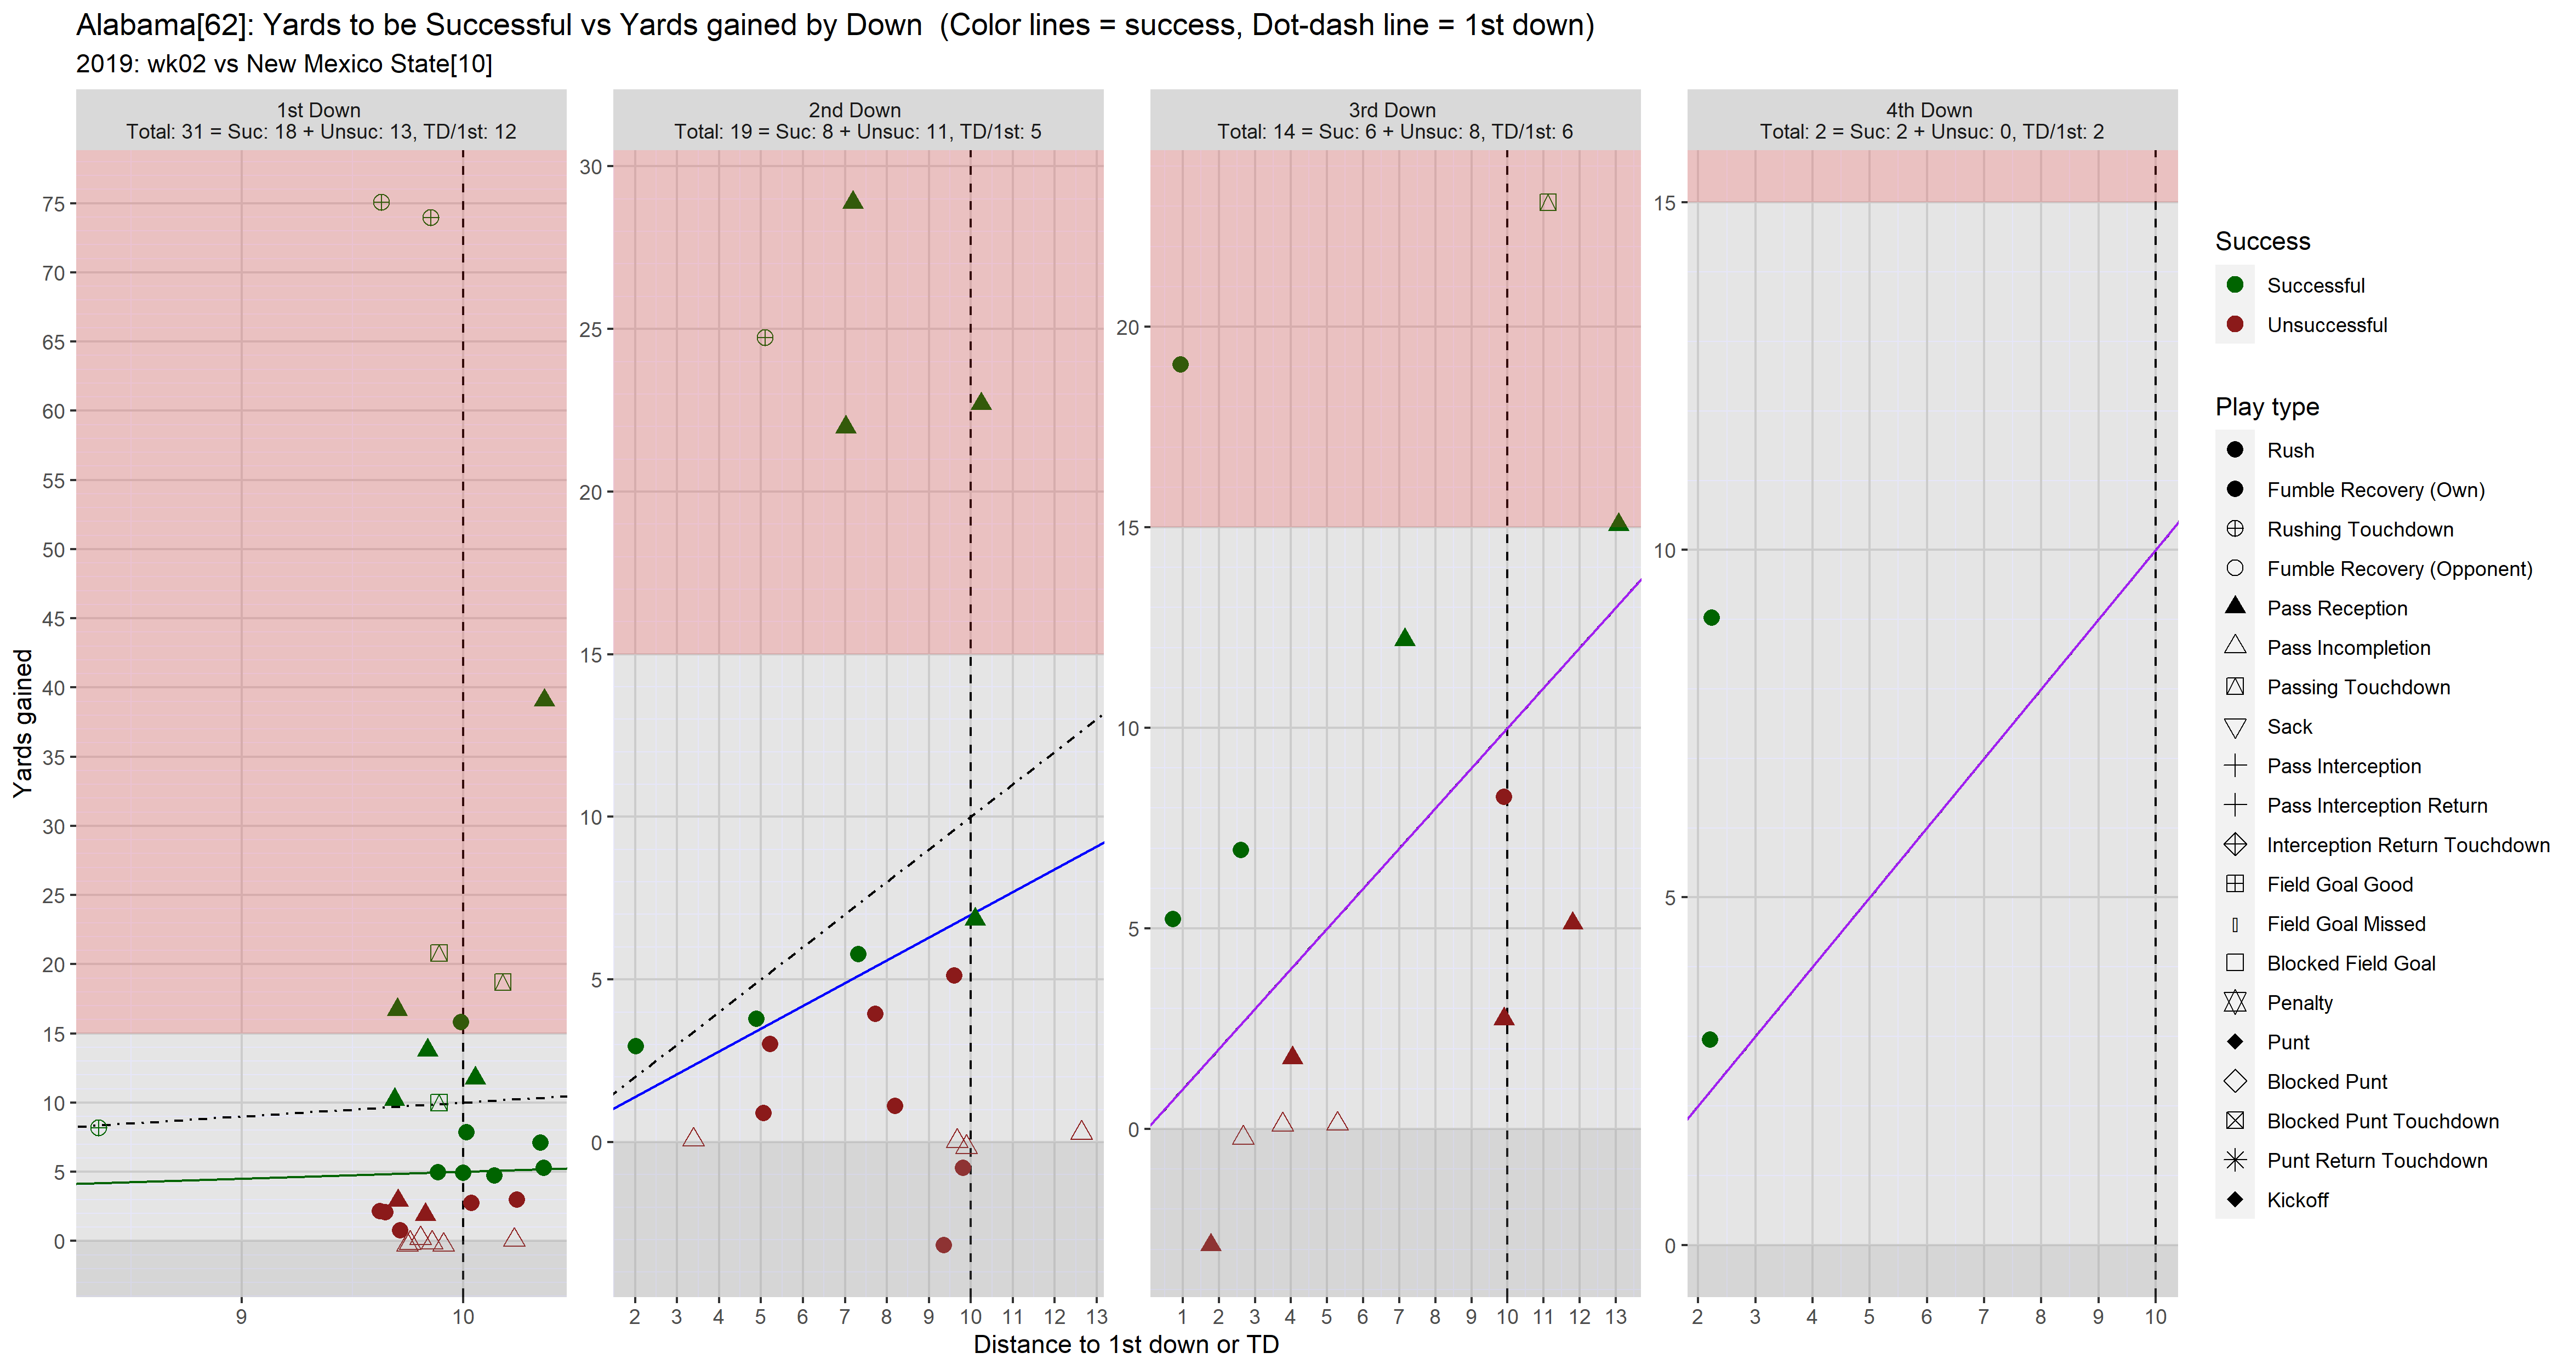 Alabama[62]: Yards to be Successful vs Yards gained by Down  (Color lines = success, Dot-dash line = 1st down)
2019: wk02 vs New Mexico State[10]
1st Down
Total: 31 = Suc: 18 + Unsuc: 13, TD/1st: 12
2nd Down
Total: 19 = Suc: 8 + Unsuc: 11, TD/1st: 5
3rd Down
Total: 14 = Suc: 6 + Unsuc: 8, TD/1st: 6
4th Down
Total: 2 = Suc: 2 + Unsuc: 0, TD/1st: 2
Yards gained
75
70
65
60
55
50
45
40
35
30
25
20
15
10
5
0
9 10
30
25
20
15
10
5
0
2 3 4 5 6 7 8 9 10 11 12 13
20
15
10
5
0
1 2 3 4 5 6 7 8 9 10 11 12 13
15
10
5
0
2 3 4 5 6 7 8 9 10
Distance to 1st down or TD
Success
Successful
Unsuccessful
Play type
Rush
Fumble Recovery (Own)
Rushing Touchdown
Fumble Recovery (Opponent)
Pass Reception
Pass Incompletion
Passing Touchdown
Sack
Pass Interception
Pass Interception Return
Interception Return Touchdown
Field Goal Good
Field Goal Missed
Blocked Field Goal
Penalty
Punt
Blocked Punt
Blocked Punt Touchdown
Punt Return Touchdown
Kickoff